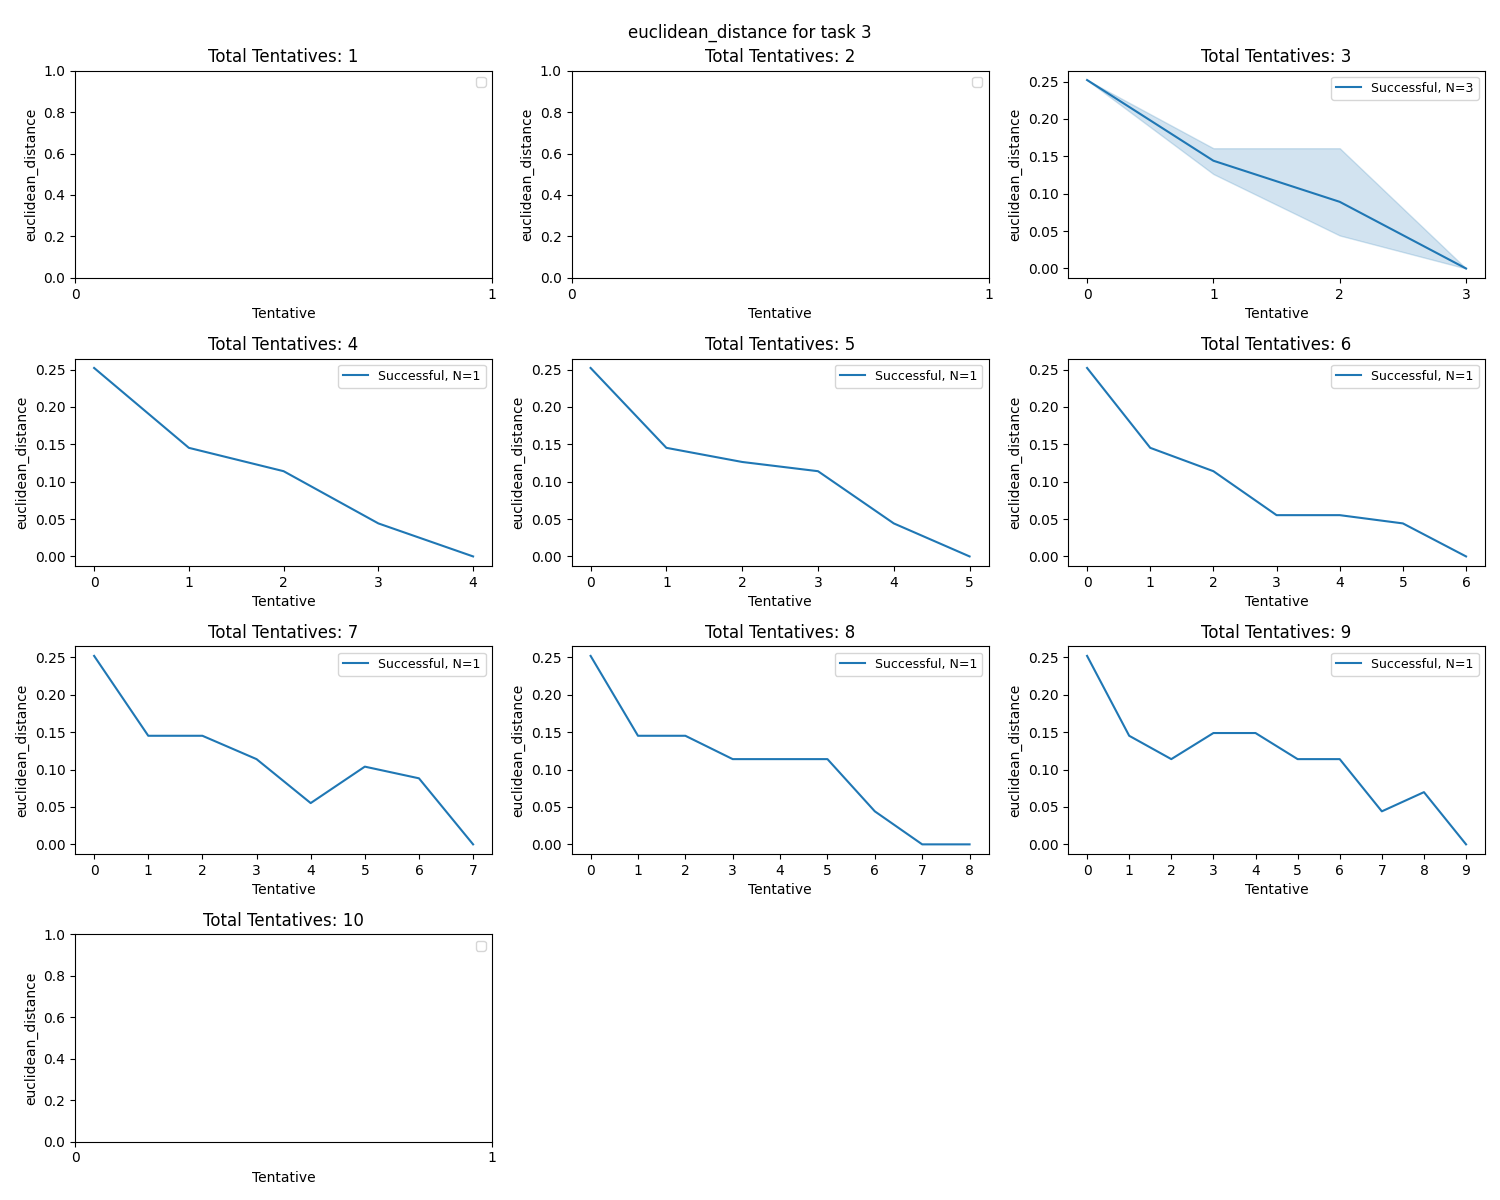 euclidean_distance for task 3
Total Tentatives: 1
1.0
0.8
0.6
0.4
0.2
0.0
euclidean_distance
0 1
Tentative
Total Tentatives: 2
1.0
0.8
0.6
0.4
0.2
0.0
euclidean_distance
0 1
Tentative
Total Tentatives: 3
Successful, N=3
0.25
0.20
0.15
0.10
0.05
0.00
euclidean_distance
0 1 2 3
Tentative
Total Tentatives: 4
Successful, N=1
0.25
0.20
0.15
0.10
0.05
0.00
euclidean_distance
0 1 2 3 4
Tentative
Total Tentatives: 5
Successful, N=1
0.25
0.20
0.15
0.10
0.05
0.00
euclidean_distance
0 1 2 3 4 5
Tentative
Total Tentatives: 6
Successful, N=1
0.25
0.20
0.15
0.10
0.05
0.00
euclidean_distance
0 1 2 3 4 5 6
Tentative
Total Tentatives: 7
Successful, N=1
0.25
0.20
0.15
0.10
0.05
0.00
euclidean_distance
0 1 2 3 4 5 6 7
Tentative
Total Tentatives: 8
Successful, N=1
0.25
0.20
0.15
0.10
0.05
0.00
euclidean_distance
0 1 2 3 4 5 6 7 8
Tentative
Total Tentatives: 9
Successful, N=1
0.25
0.20
0.15
0.10
0.05
0.00
euclidean_distance
0 1 2 3 4 5 6 7 8 9
Tentative
Total Tentatives: 10
1.0
0.8
0.6
0.4
0.2
0.0
euclidean_distance
0 1
Tentative